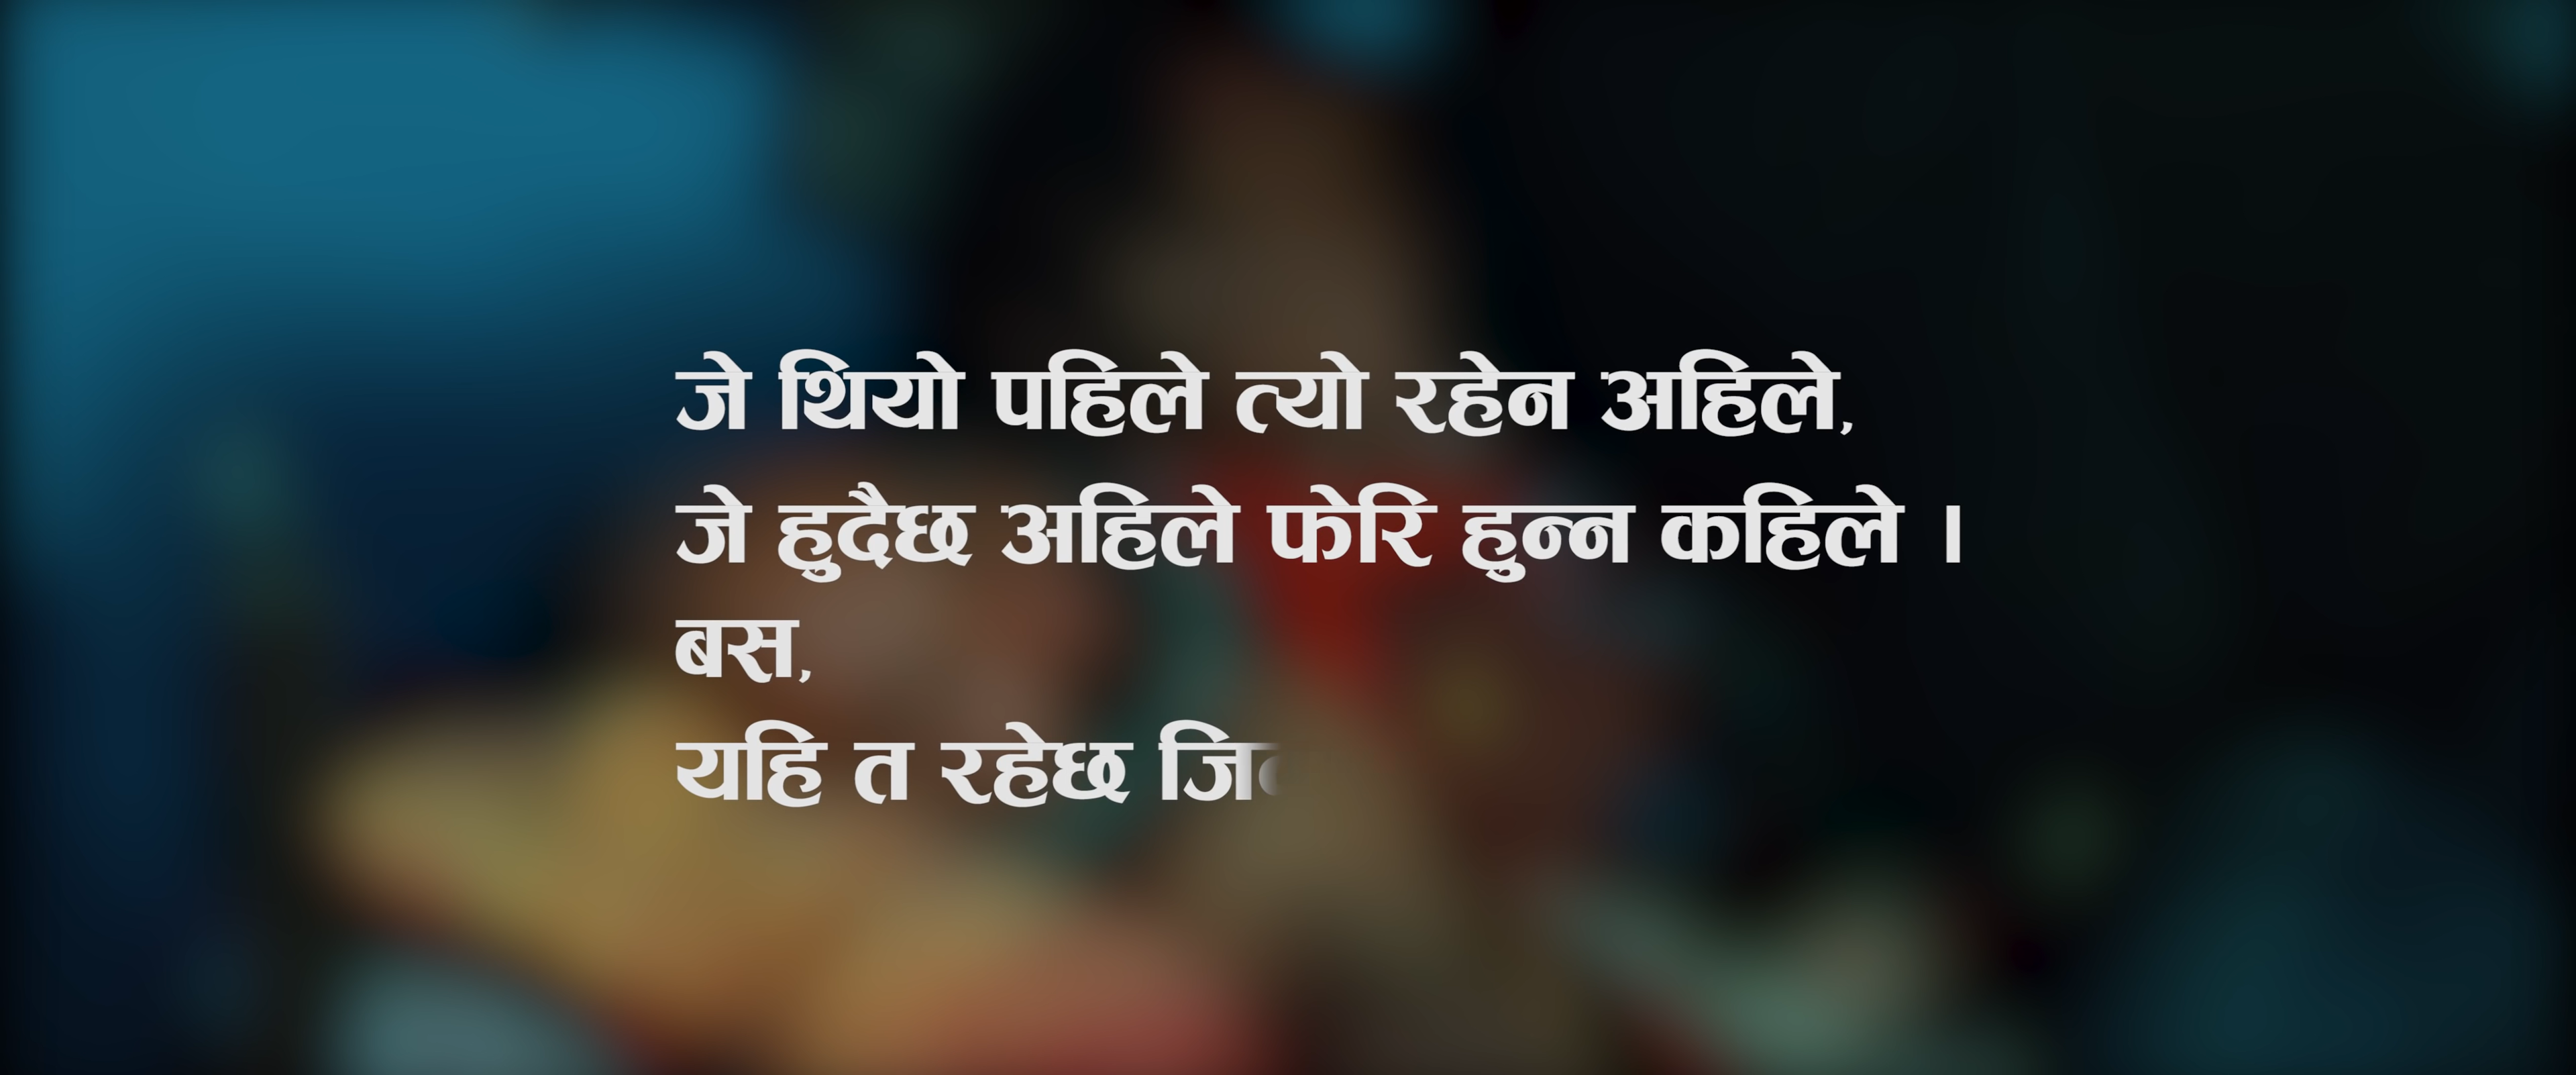 जे थियो पहिले त्यो रहेन अहिले,
जे हुदैछ अहिले फेरि हुन्न कहिले ।
बस,
यहि त रहेछ